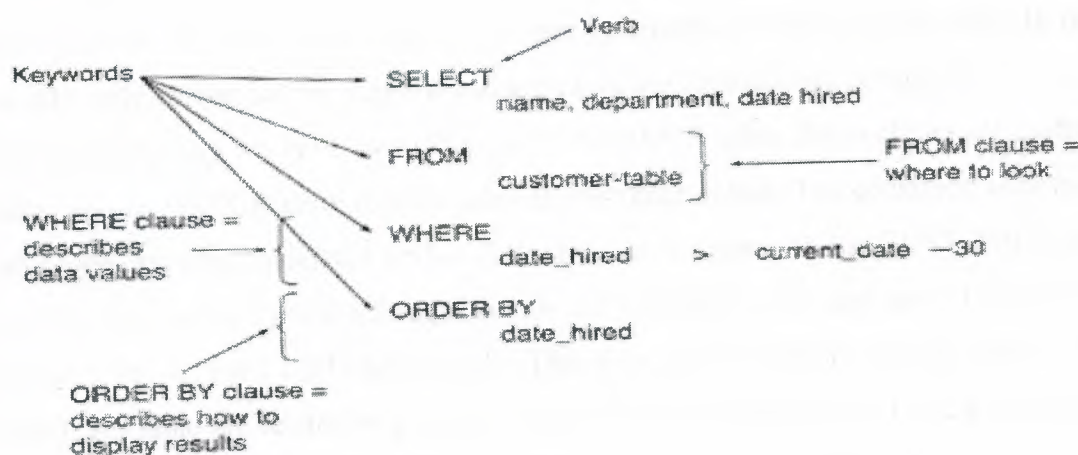 Verb
Keywords
SELECT
name, department, date hired
FROM
customer-table
FROM clause =
where to look
WHERE clause =
describes
data values
WHERE
date_hired > current_date —30
ORDER BY
date_hired
ORDER BY clause =
describes how to
display results